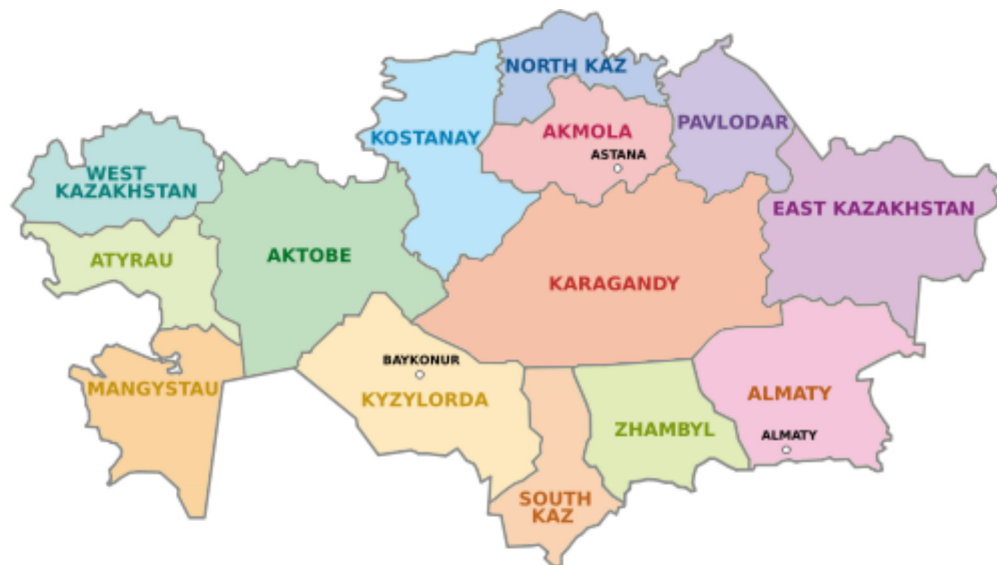 NORTH KAZ
KOSTANAY
AKMOLA
PAVLODAR
ASTANA
WEST
KAZAKHSTAN
EAST KAZAKHSTAN
ATYRAU
AKTOBE
KARAGANDY
BAYKONUR
MANGYSTAU
KYZYLORDA
ALMATY
ZHAMBYL
ALMATY
SOUTH
KAZ